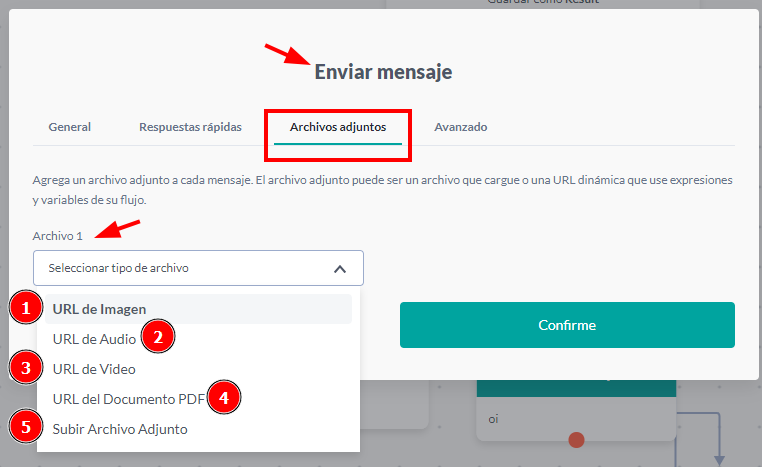 Guardar como Result
Enviar mensaje
General
Respuestas rápidas
Archivos adjuntos
Avanzado
Agrega un archivo adjunto a cada mensaje. El archivo adjunto puede ser un archivo que cargue o una URL dinámica que use expresiones
y variables de su flujo.
Archivo 1
Seleccionar tipo de archivo
1 URL de Imagen
URL de Audio 2
3 URL de Video
URL del Documento PDF 4
5 Subir Archivo Adjunto
Confirme
oi